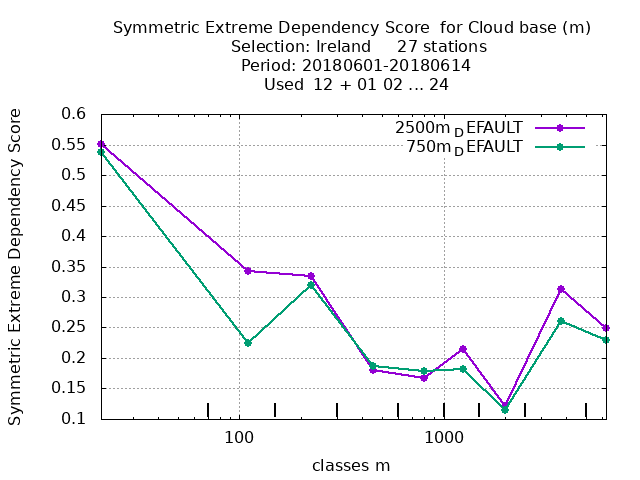 Symmetric Extreme Dependency Score  for Cloud base (m)
Selection: Ireland     27 stations
Period: 20180601-20180614
Used  12 + 01 02 ... 24
Symmetric Extreme Dependency Score
0.6
0.55
0.5
0.45
0.4
0.35
0.3
0.25
0.2
0.15
0.1
2500m_DEFAULT
750m_DEFAULT
100
1000
classes m